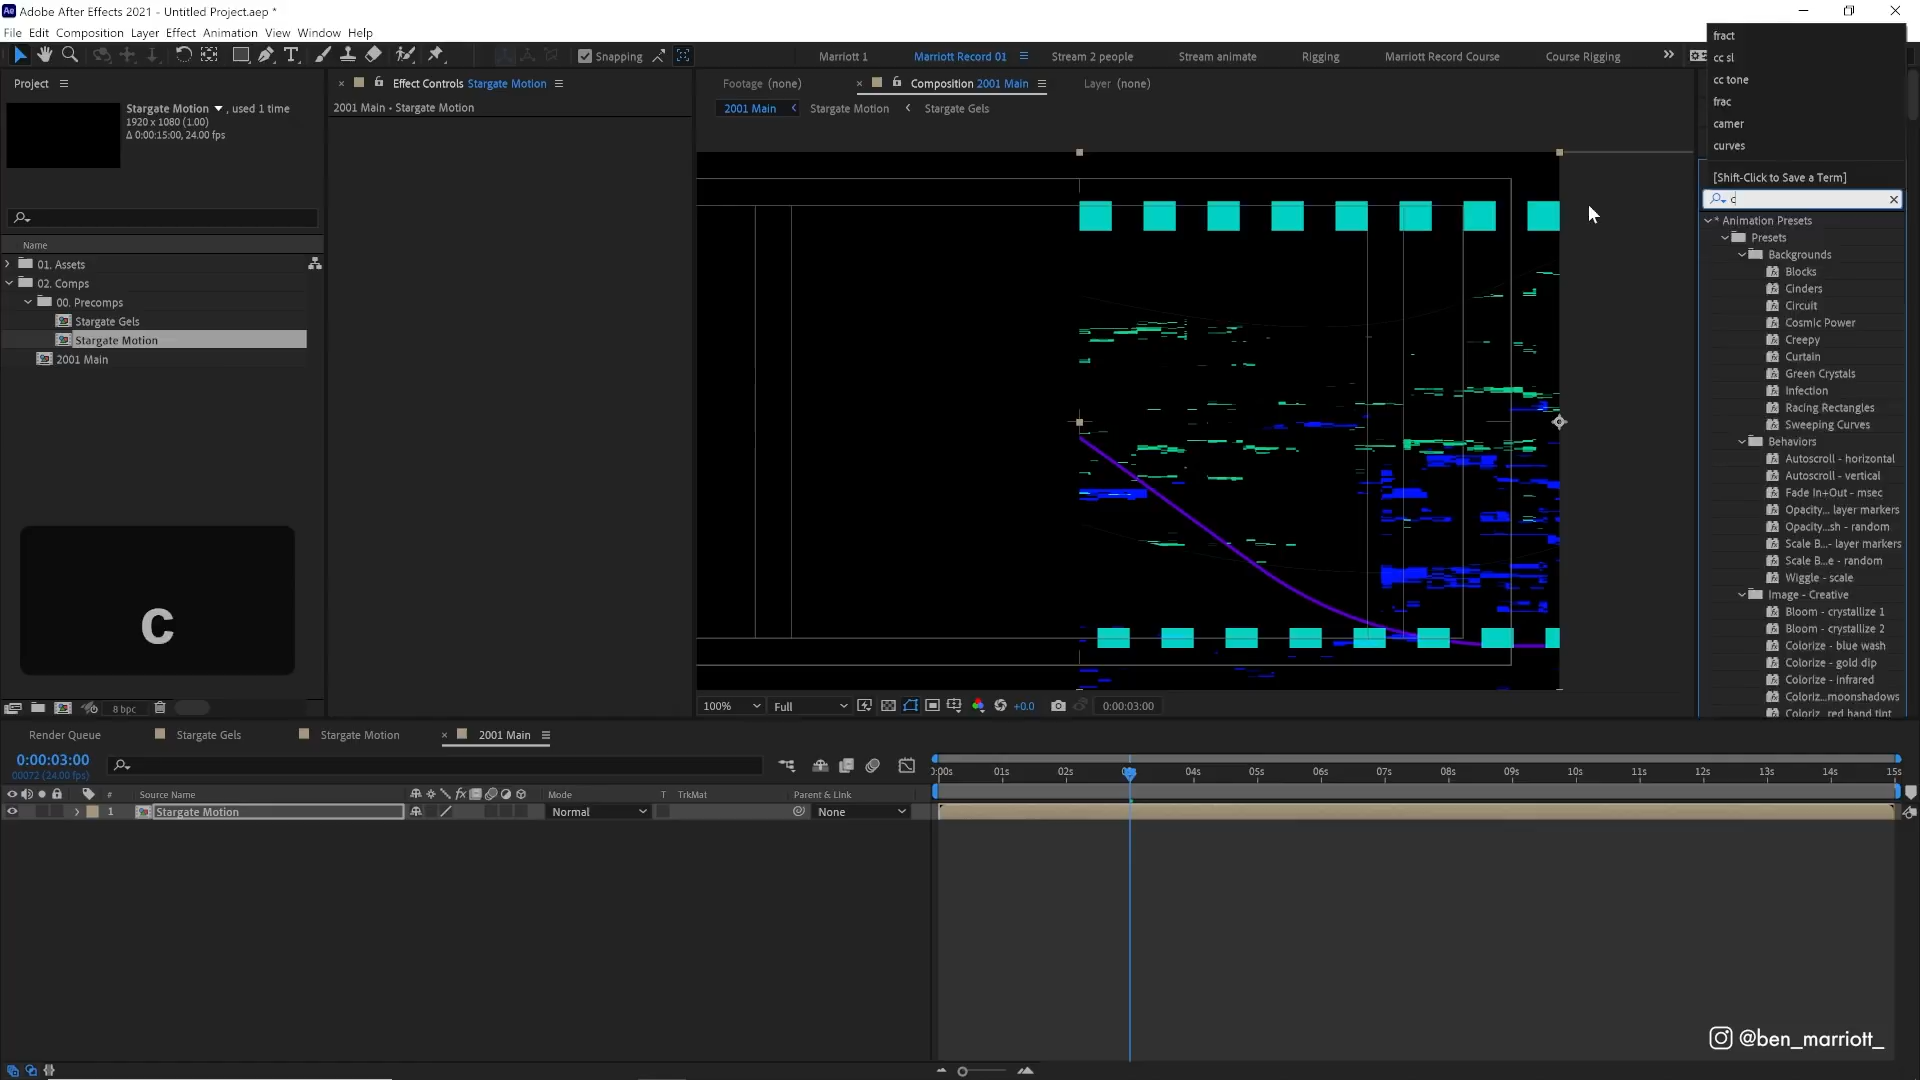 Adobe After Effects 2021 - Untitled Project.aep *
File Edit Composition Layer Effect Animation View Window Help
Snapping
Marriott 1
Marriott Record 01
Stream 2 people
Stream animate
Rigging
Marriott Record Course
Course Rigging
Project
Stargate Motion , used 1 time
1920 x 1080 (1.00)
Δ 0:00:15:00, 24.00 fps
Name
01. Assets
02. Comps
00. Precomps
Stargate Gels
Stargate Motion
2001 Main
C
8 bpc
Effect Controls Stargate Motion
2001 Main • Stargate Motion
Footage (none)
Composition 2001 Main
Layer (none)
2001 Main
Stargate Motion
Stargate Gels
100%
Full
+0.0
0:00:03:00
fract
cc sl
cc tone
frac
camer
curves
[Shift-Click to Save a Term]
c
* Animation Presets
Presets
Backgrounds
Blocks
Cinders
Circuit
Cosmic Power
Creepy
Curtain
Green Crystals
Infection
Racing Rectangles
Sweeping Curves
Behaviors
Autoscroll - horizontal
Autoscroll - vertical
Fade In+Out - msec
Opacity... layer markers
Opacity...sh - random
Scale B...- layer markers
Scale B...e - random
Wiggle - scale
Image - Creative
Bloom - crystallize 1
Bloom - crystallize 2
Colorize - blue wash
Colorize - gold dip
Colorize - infrared
Coloriz...moonshadows
Coloriz...red hand tint
Render Queue
Stargate Gels
Stargate Motion
2001 Main
0:00:03:00
00072 (24.00 fps)
#
Source Name
Mode
T
TrkMat
Parent & Link
1
Stargate Motion
Normal
None
0:00s
01s
02s
04s
05s
06s
07s
08s
09s
10s
11s
12s
13s
14s
15s
@ben_marriott_